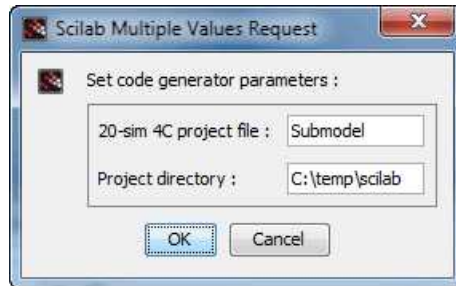 Scilab Multiple Values Request
Set code generator parameters :
20-sim 4C project file : Submodel
Project directory : C:\temp\scilab
OK Cancel